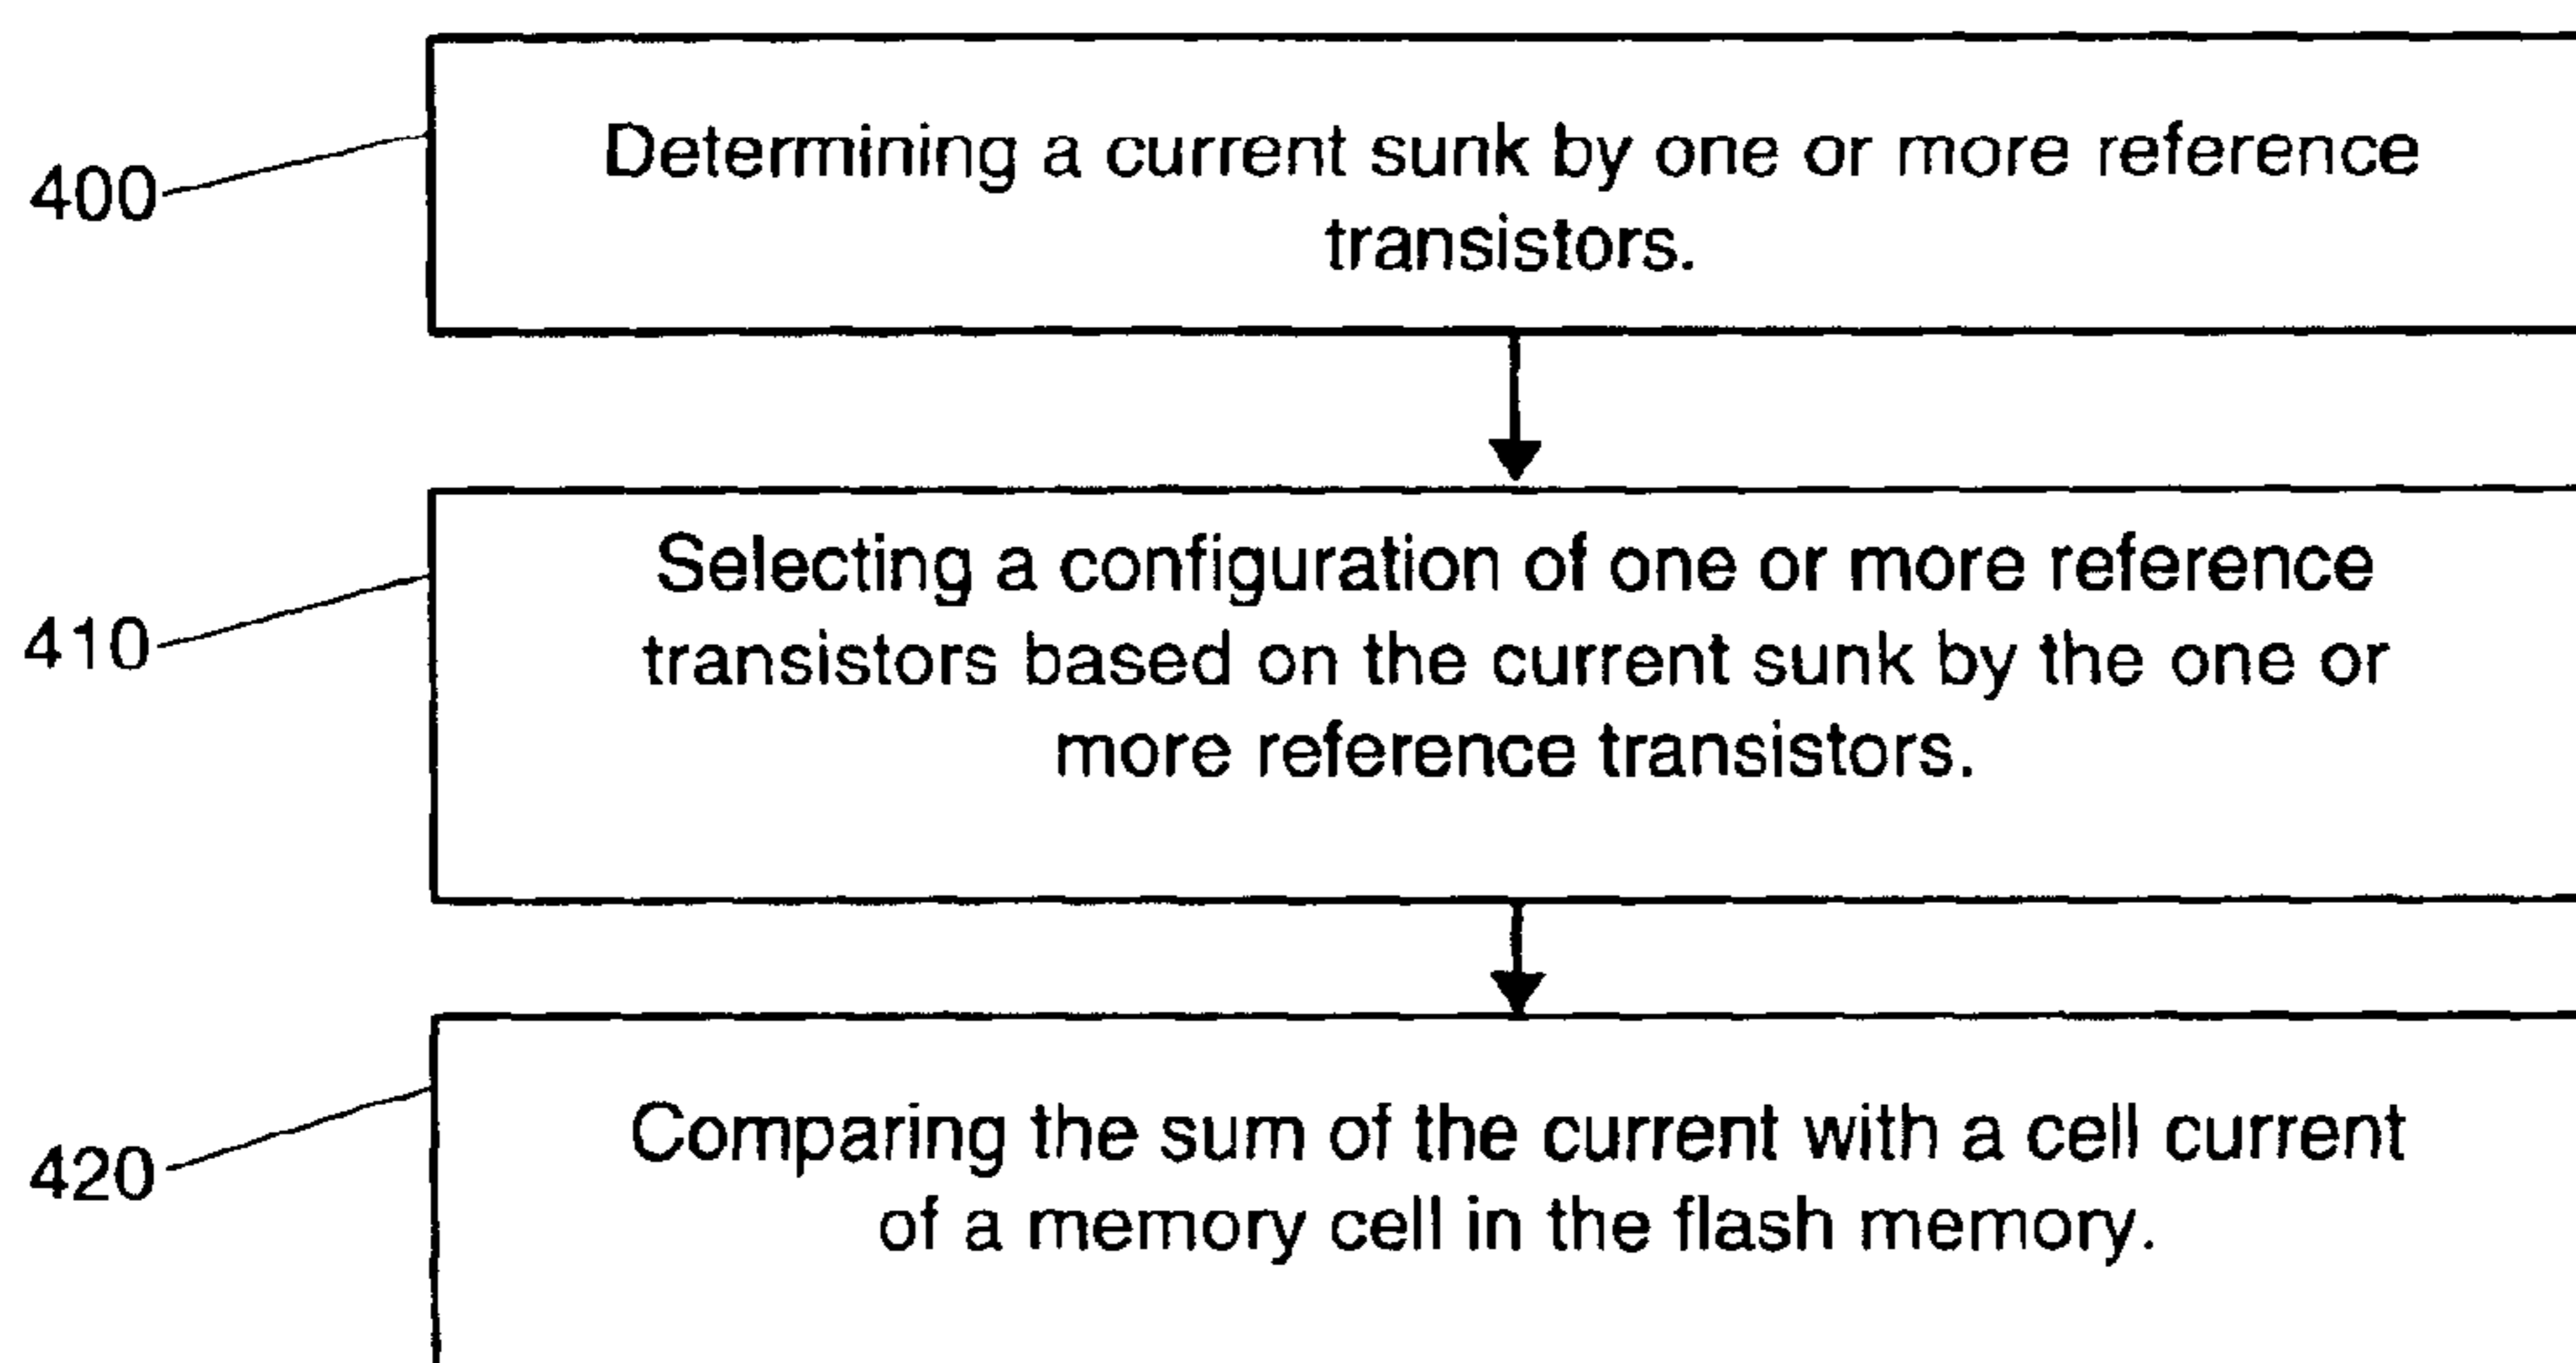 400
Determining a current sunk by one or more reference
transistors.
410
Selecting a configuration of one or more reference
transistors based on the current sunk by the one or
more reference transistors.
420
Comparing the sum of the current with a cell current
of a memory cell in the flash memory.